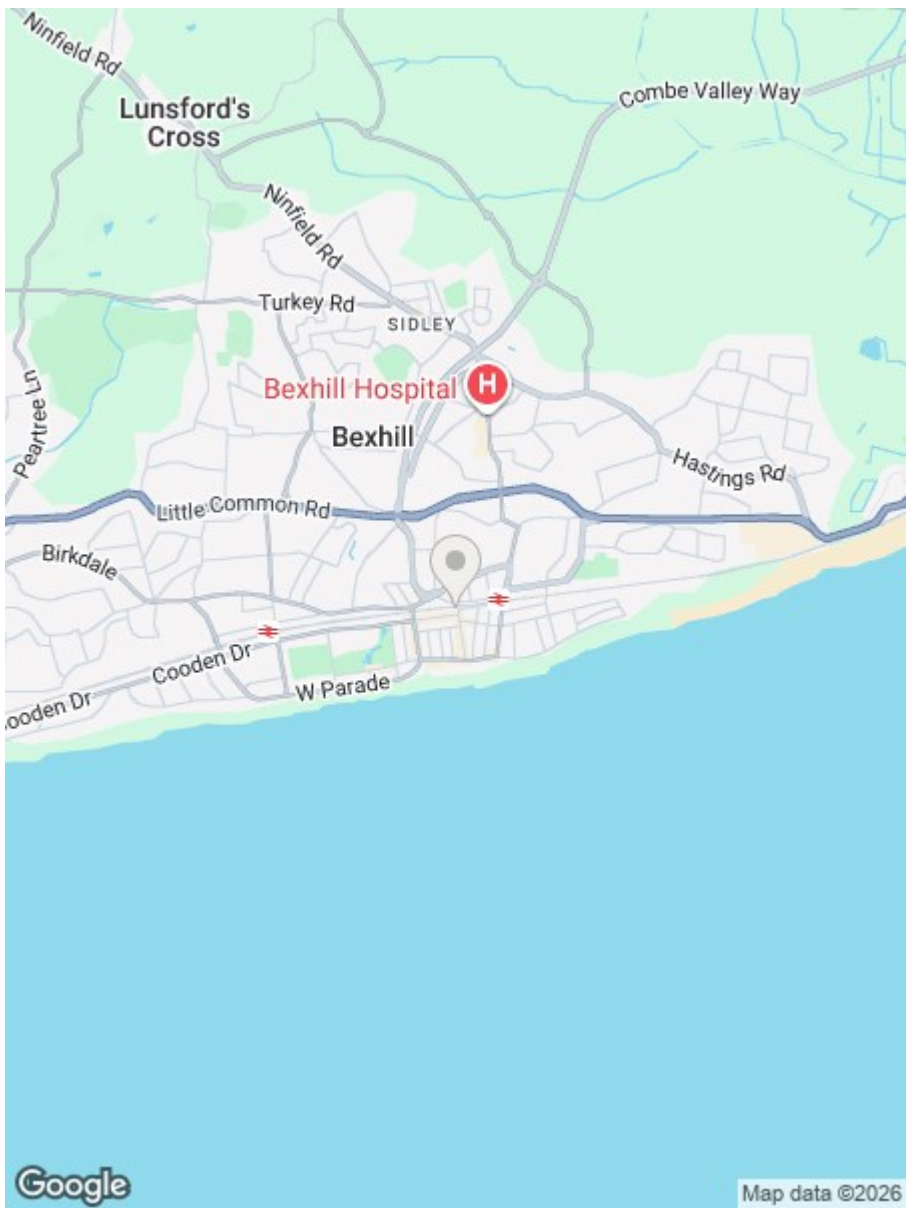 Ninfield Rd
Combe Valley Way
Lunsford's
Cross
Ninfield Rd
Turkey Rd
SIDLEY
Peartree Ln
Bexhill Hospital
H
Bexhill
Hastings Rd
Little Common Rd
Birkdale
Cooden Dr
W Parade
ooden Dr
Google
Map data ©2026